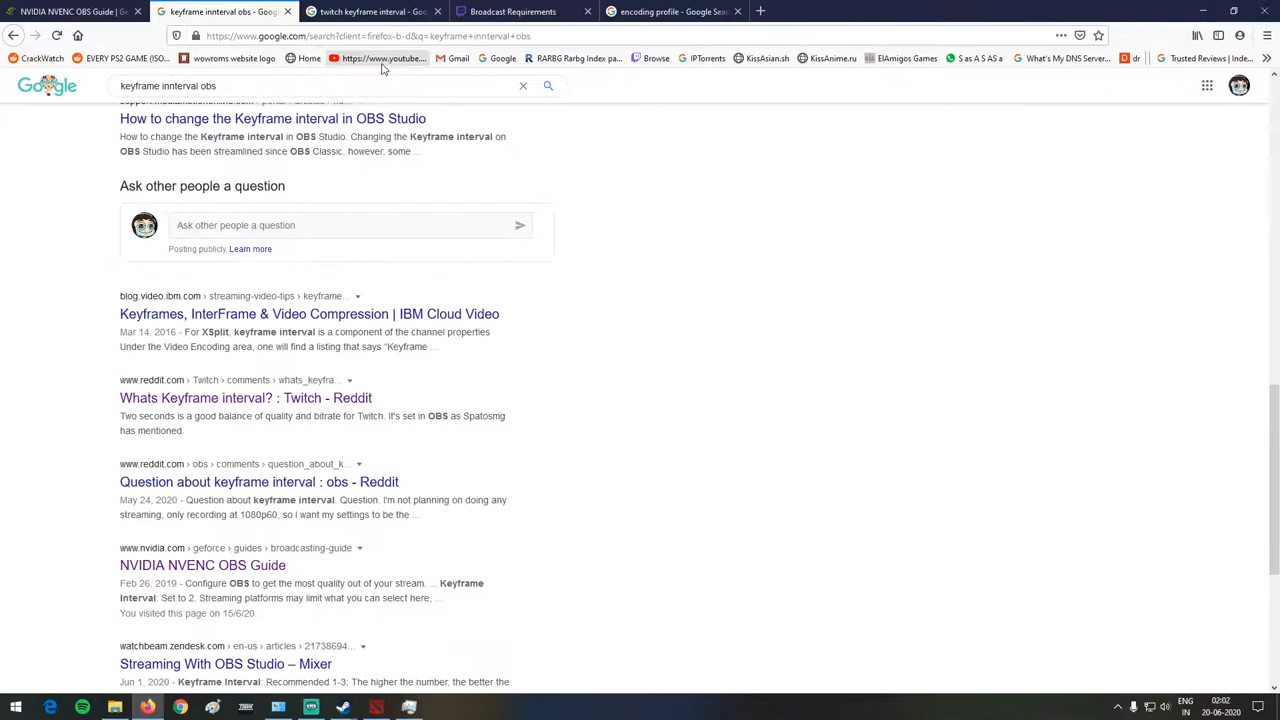 NVIDIA NVENC OBS Guide | GeFo
keyframe innterval obs - Goog
twitch keyframe interval - Goo
Broadcast Requirements
encoding profile - Google Sear
https://www.google.com/search?client=firefox-b-d&q=keyframe+innterval+obs
CrackWatch
EVERY PS2 GAME (ISO...
wowroms website logo
Home
https://www.youtube....
Gmail
Google
RARBG Rarbg Index pa...
Browse
IPTorrents
KissAsian.sh
KissAnime.ru
ElAmigos Games
S as A S AS a
What's My DNS Server...
dr
Trusted Reviews | Inde...
Google
keyframe innterval obs
How to change the Keyframe interval in OBS Studio
How to change the Keyframe interval in OBS Studio. Changing the Keyframe interval on
OBS Studio has been streamlined since OBS Classic, however, some ...
Ask other people a question
Ask other people a question
Posting publicly. Learn more
blog.video.ibm.com › streaming-video-tips › keyframe...
Keyframes, InterFrame & Video Compression | IBM Cloud Video
Mar 14, 2016 - For XSplit, keyframe interval is a component of the channel properties
Under the Video Encoding area, one will find a listing that says "Keyframe ...
www.reddit.com › Twitch › comments › whats_keyfra...
Whats Keyframe interval? : Twitch - Reddit
Two seconds is a good balance of quality and bitrate for Twitch. It's set in OBS as Spatosmg
has mentioned.
www.reddit.com › obs › comments › question_about_k...
Question about keyframe interval : obs - Reddit
May 24, 2020 - Question about keyframe interval. Question. I'm not planning on doing any
streaming, only recording at 1080p60, so I want my settings to be the ...
www.nvidia.com › geforce › guides › broadcasting-guide
NVIDIA NVENC OBS Guide
Feb 26, 2019 - Configure OBS to get the most quality out of your stream. ... Keyframe
Interval: Set to 2. Streaming platforms may limit what you can select here, ...
You visited this page on 15/6/20.
watchbeam.zendesk.com › en-us › articles › 21738694...
Streaming With OBS Studio – Mixer
Jun 1, 2020 - Keyframe Interval: Recommended 1-3; The higher the number, the better the
ENG
IN
02:02
20-06-2020